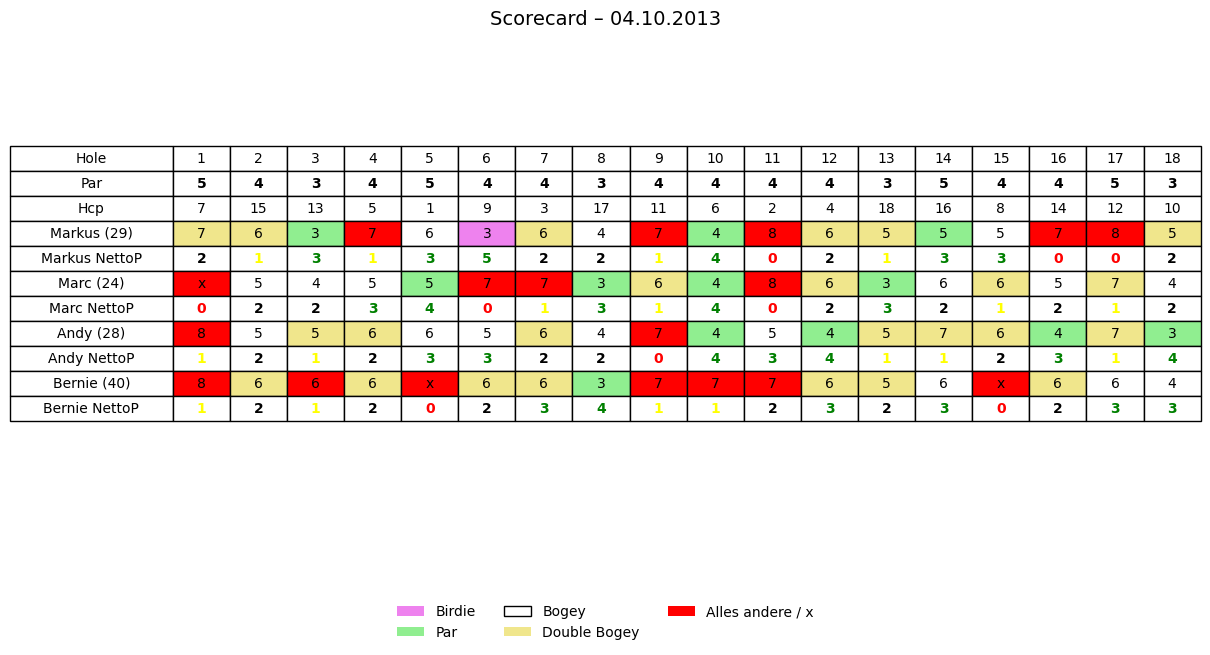 Scorecard – 04.10.2013
Hole 1 2 3 4 5 6 7 8 9 10 11 12 13 14 15 16 17 18
Par 5 4 3 4 5 4 4 3 4 4 4 4 3 5 4 4 5 3
Hcp 7 15 13 5 1 9 3 17 11 6 2 4 18 16 8 14 12 10
Markus (29) 7 6 3 7 6 3 6 4 7 4 8 6 5 5 5 7 8 5
Markus NettoP 2 1 3 1 3 5 2 2 1 4 0 2 1 3 3 0 0 2
Marc (24) x 5 4 5 5 7 7 3 6 4 8 6 3 6 6 5 7 4
Marc NettoP 0 2 2 3 4 0 1 3 1 4 0 2 3 2 1 2 1 2
Andy (28) 8 5 5 6 6 5 6 4 7 4 5 4 5 7 6 4 7 3
Andy NettoP 1 2 1 2 3 3 2 2 0 4 3 4 1 1 2 3 1 4
Bernie (40) 8 6 6 6 x 6 6 3 7 7 7 6 5 6 x 6 6 4
Bernie NettoP 1 2 1 2 0 2 3 4 1 1 2 3 2 3 0 2 3 3
Birdie Bogey Alles andere / x
Par Double Bogey